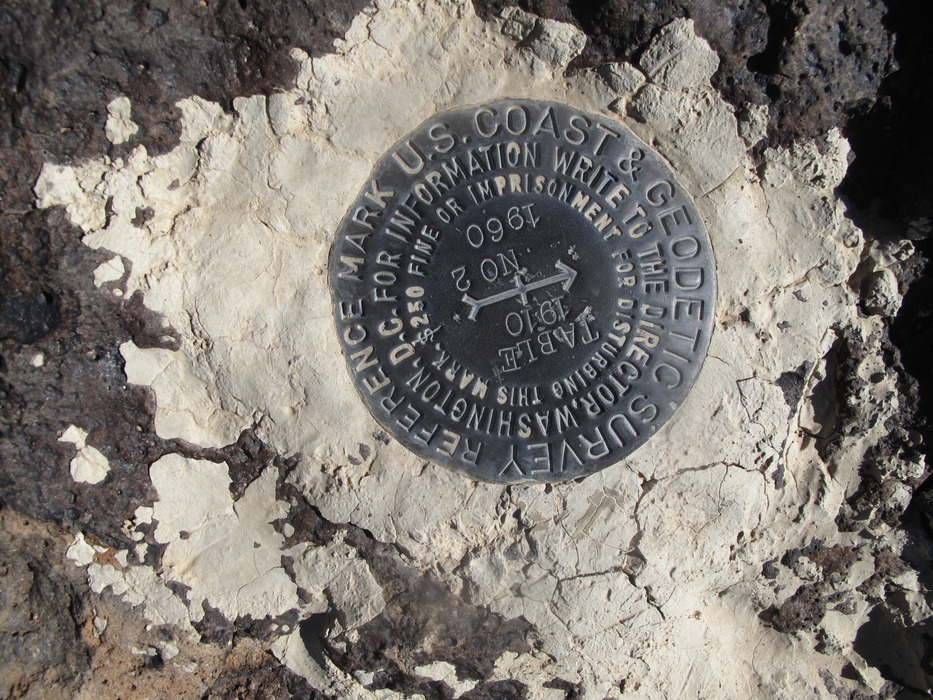 U.S. COAST & GEODETIC SURVEY REFERENCE MARK
FOR INFORMATION WRITE TO THE DIRECTOR, WASHINGTON, D.C.
$250 FINE OR IMPRISONMENT FOR DISTURBING THIS MARK.
TABLE
1910
NO 2
1960